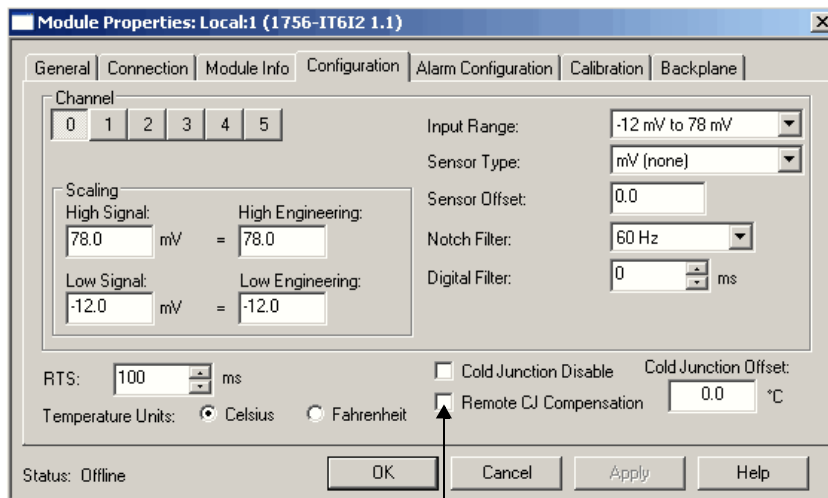 Module Properties: Local:1 (1756-IT6I2 1.1)
General Connection Module Info Configuration Alarm Configuration Calibration Backplane
Channel
0 1 2 3 4 5
Input Range: -12 mV to 78 mV
Sensor Type: mV (none)
Scaling
Sensor Offset: 0.0
High Signal: High Engineering:
78.0 mV = 78.0
Notch Filter: 60 Hz
Low Signal: Low Engineering:
-12.0 mV = -12.0
Digital Filter: 0 ms
RTS: 100 ms
Cold Junction Disable Cold Junction Offset:
Temperature Units: Celsius Fahrenheit
Remote CJ Compensation 0.0 °C
Status: Offline OK Cancel Apply Help